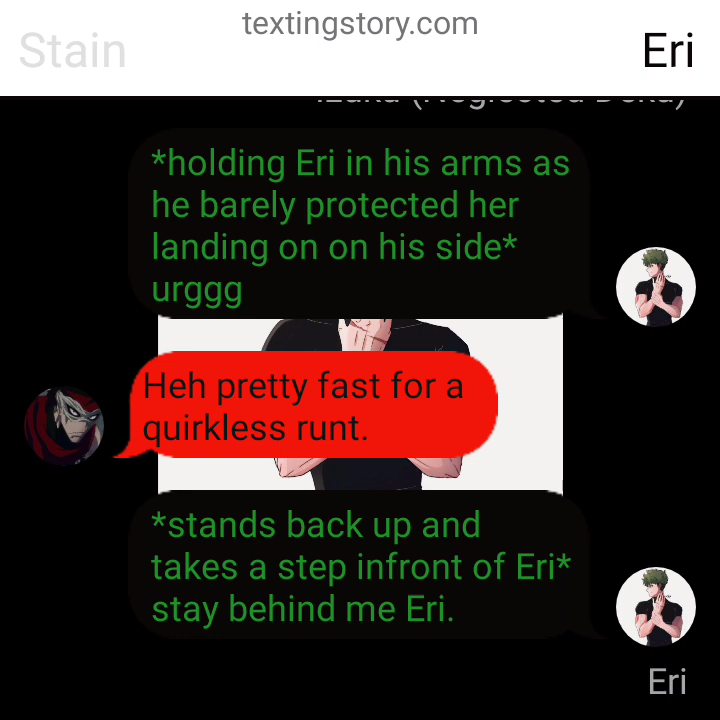 textingstory.com
Stain
Eri
*holding Eri in his arms as
he barely protected her
landing on on his side*
urggg
Heh pretty fast for a
quirkless runt.
*stands back up and
takes a step infront of Eri*
stay behind me Eri.
Eri